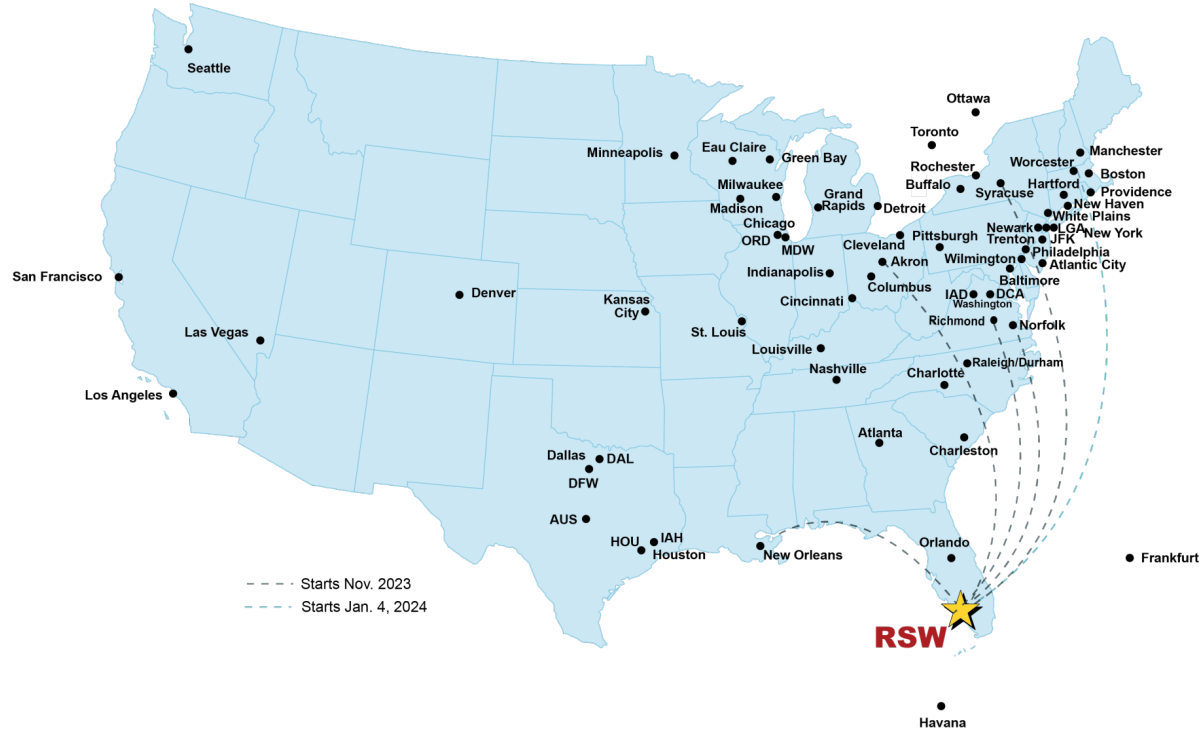 Seattle
Ottawa
Toronto
Minneapolis
Eau Claire
Green Bay
Manchester
Rochester
Worcester
Boston
Buffalo
Syracuse
Hartford
Providence
Milwaukee
Madison
Grand
Rapids
Detroit
New Haven
White Plains
Chicago
ORD
MDW
Cleveland
Pittsburgh
Newark
LGA
New York
Trenton
JFK
Akron
Wilmington
Philadelphia
Atlantic City
San Francisco
Denver
Indianapolis
Columbus
Baltimore
Kansas
City
Cincinnati
IAD
DCA
Washington
Las Vegas
St. Louis
Richmond
Norfolk
Louisville
Raleigh/Durham
Nashville
Charlotte
Los Angeles
Atlanta
Charleston
Dallas
DAL
DFW
AUS
HOU
IAH
Houston
New Orleans
Orlando
Frankfurt
Starts Nov. 2023
Starts Jan. 4, 2024
RSW
Havana